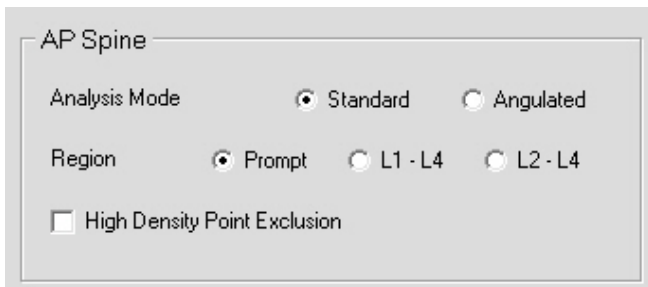 AP Spine
Analysis Mode Standard Angulated
Region Prompt L1 - L4 L2 - L4
High Density Point Exclusion